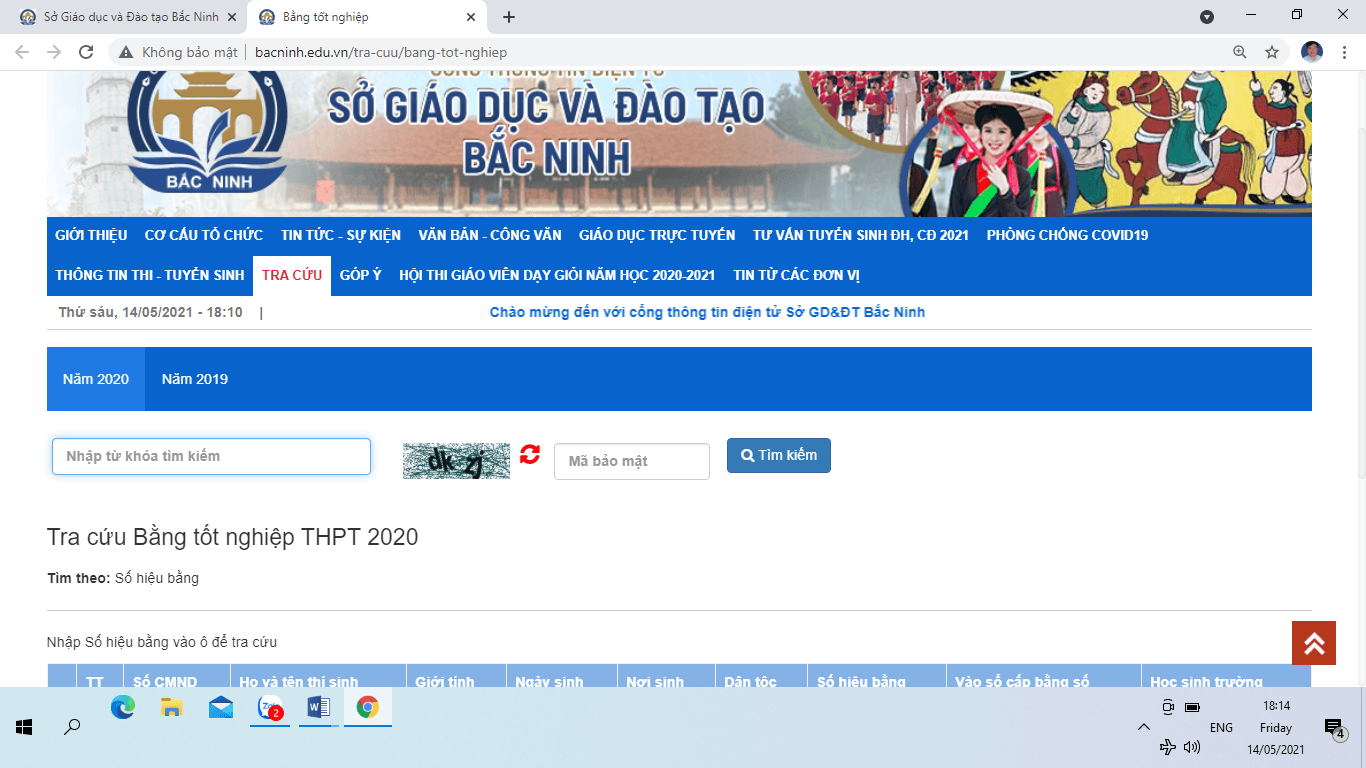 Sở Giáo dục và Đào tạo Bắc Ninh
Bằng tốt nghiệp
Không bảo mật
bacninh.edu.vn/tra-cuu/bang-tot-nghiep
CỔNG THÔNG TIN ĐIỆN TỬ
SỞ GIÁO DỤC VÀ ĐÀO TẠO
BẮC NINH
BẮC NINH
GIỚI THIỆU CƠ CẤU TỔ CHỨC TIN TỨC - SỰ KIỆN VĂN BẢN - CÔNG VĂN GIÁO DỤC TRỰC TUYẾN TƯ VẤN TUYỂN SINH ĐH, CĐ 2021 PHÒNG CHỐNG COVID19
THÔNG TIN THI - TUYỂN SINH TRA CỨU GÓP Ý HỘI THI GIÁO VIÊN DẠY GIỎI NĂM HỌC 2020-2021 TIN TỪ CÁC ĐƠN VỊ
Thứ sáu, 14/05/2021 - 18:10 |
Chào mừng đến với cổng thông tin điện tử Sở GD&ĐT Bắc Ninh
Năm 2020 Năm 2019
Nhập từ khóa tìm kiếm
dk zj
Mã bảo mật
Tìm kiếm
Tra cứu Bằng tốt nghiệp THPT 2020
Tìm theo: Số hiệu bằng
Nhập Số hiệu bằng vào ô để tra cứu
TT Số CMND Họ và tên thí sinh Giới tính Ngày sinh Nơi sinh Dân tộc Số hiệu bằng Vào sổ cấp bằng số Học sinh trường
Zalo
2
18:14
ENG
Friday
14/05/2021
4